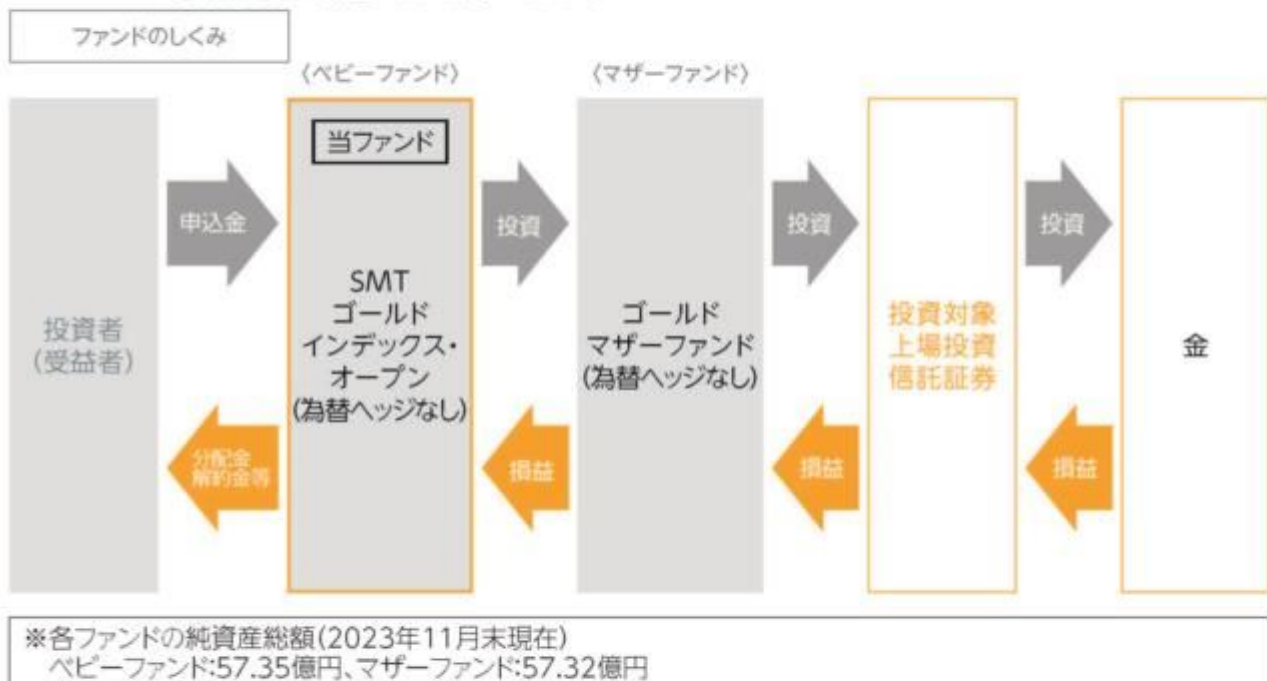 ファンドのしくみ
〈ベビーファンド〉
〈マザーファンド〉
投資者
(受益者)
申込金
分配金
解約金等
当ファンド
SMT
ゴールド
インデックス・
オープン
(為替ヘッジなし)
投資
損益
ゴールド
マザーファンド
(為替ヘッジなし)
投資
損益
投資対象
上場投資
信託証券
投資
損益
金
※各ファンドの純資産総額(2023年11月末現在)
ベビーファンド:57.35億円、マザーファンド:57.32億円